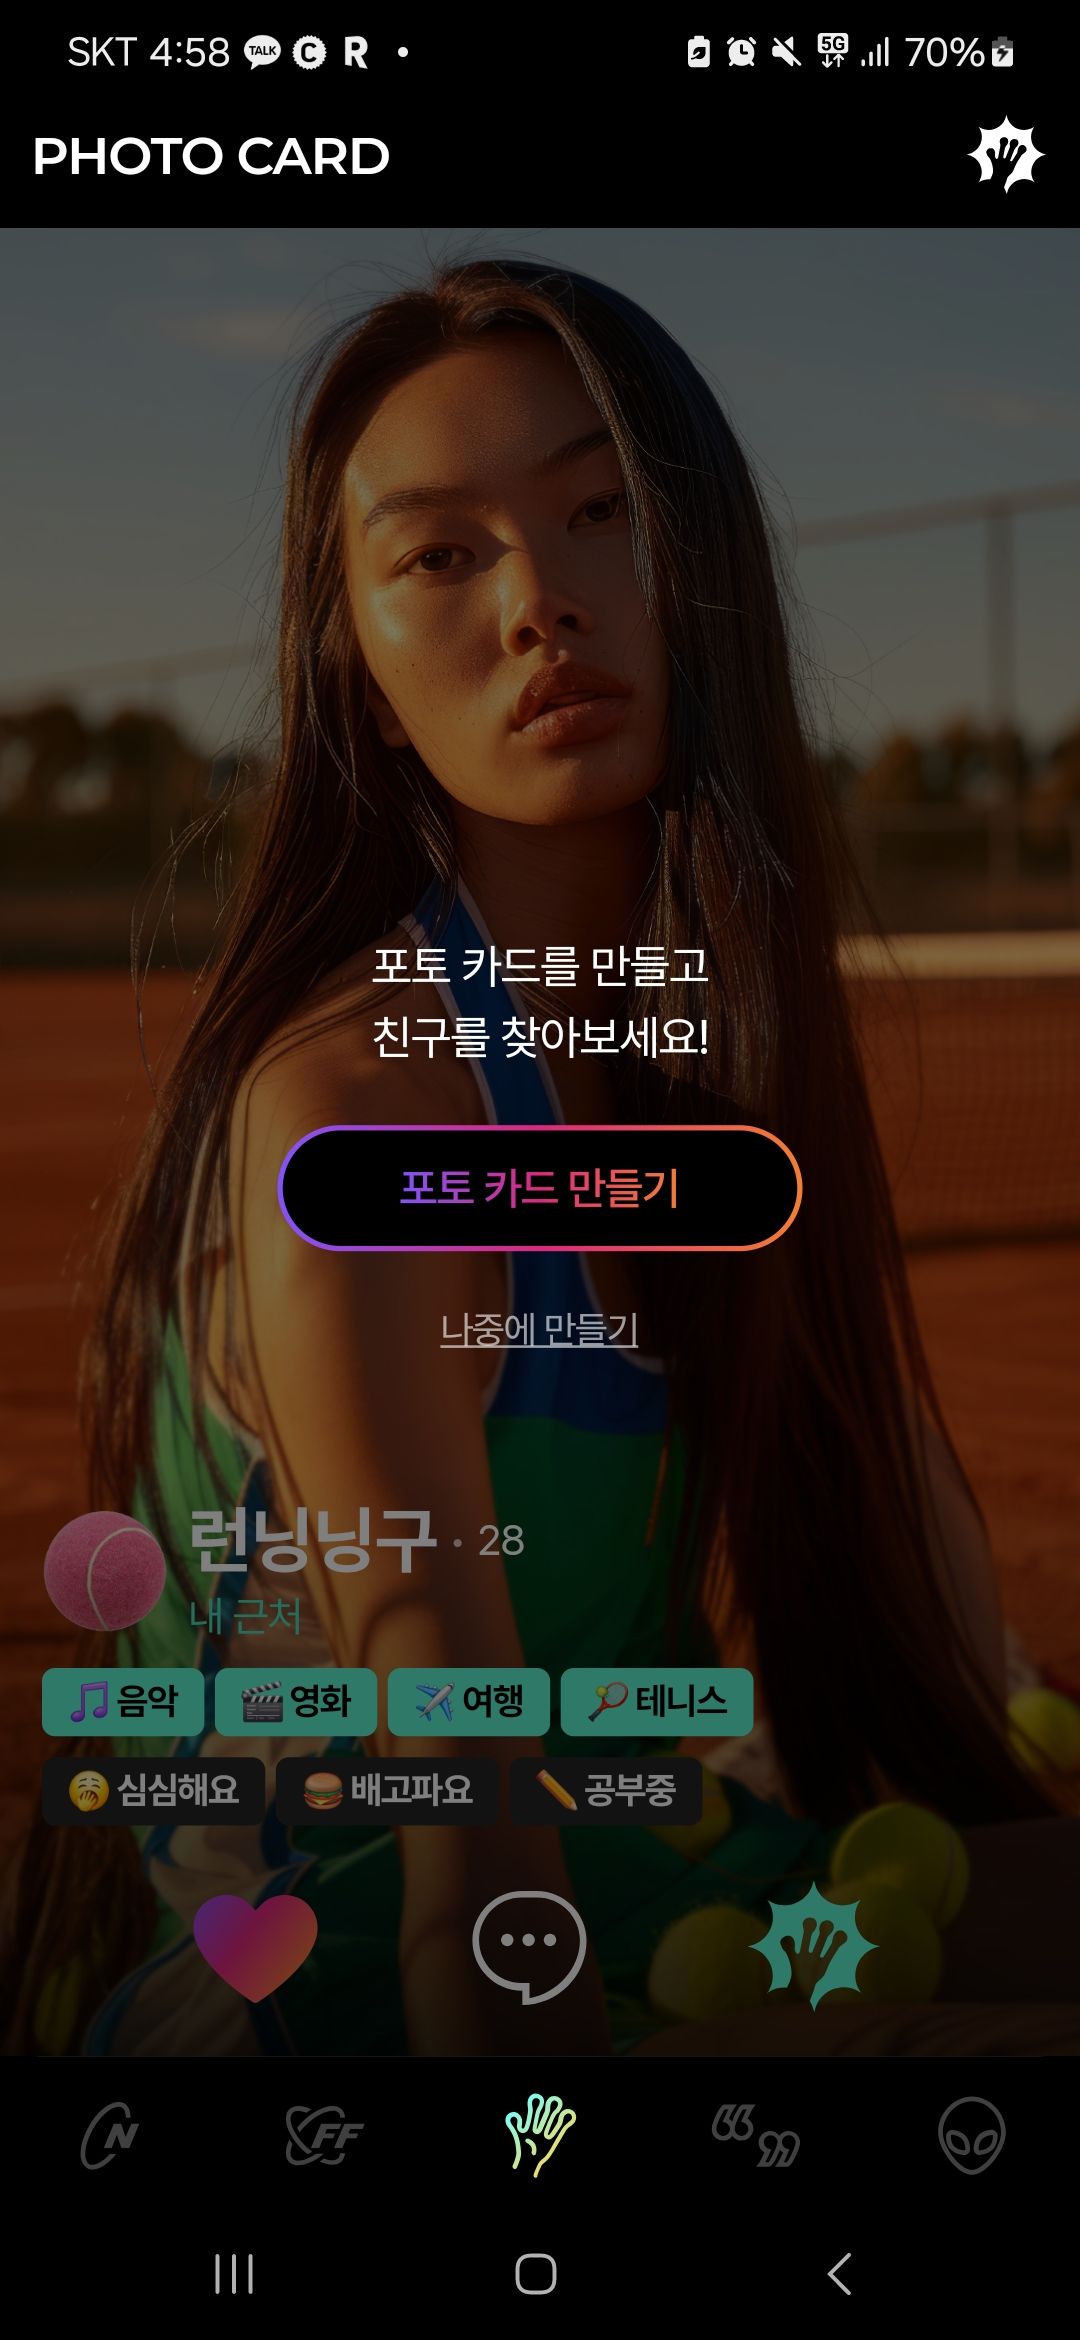 SKT 4:58 TALK C R 5G 70%
PHOTO CARD
포토 카드를 만들고
친구를 찾아보세요!
포토 카드 만들기
나중에 만들기
런닝닝구 · 28
내 근처
음악 영화 여행 테니스
심심해요 배고파요 공부중
N FF